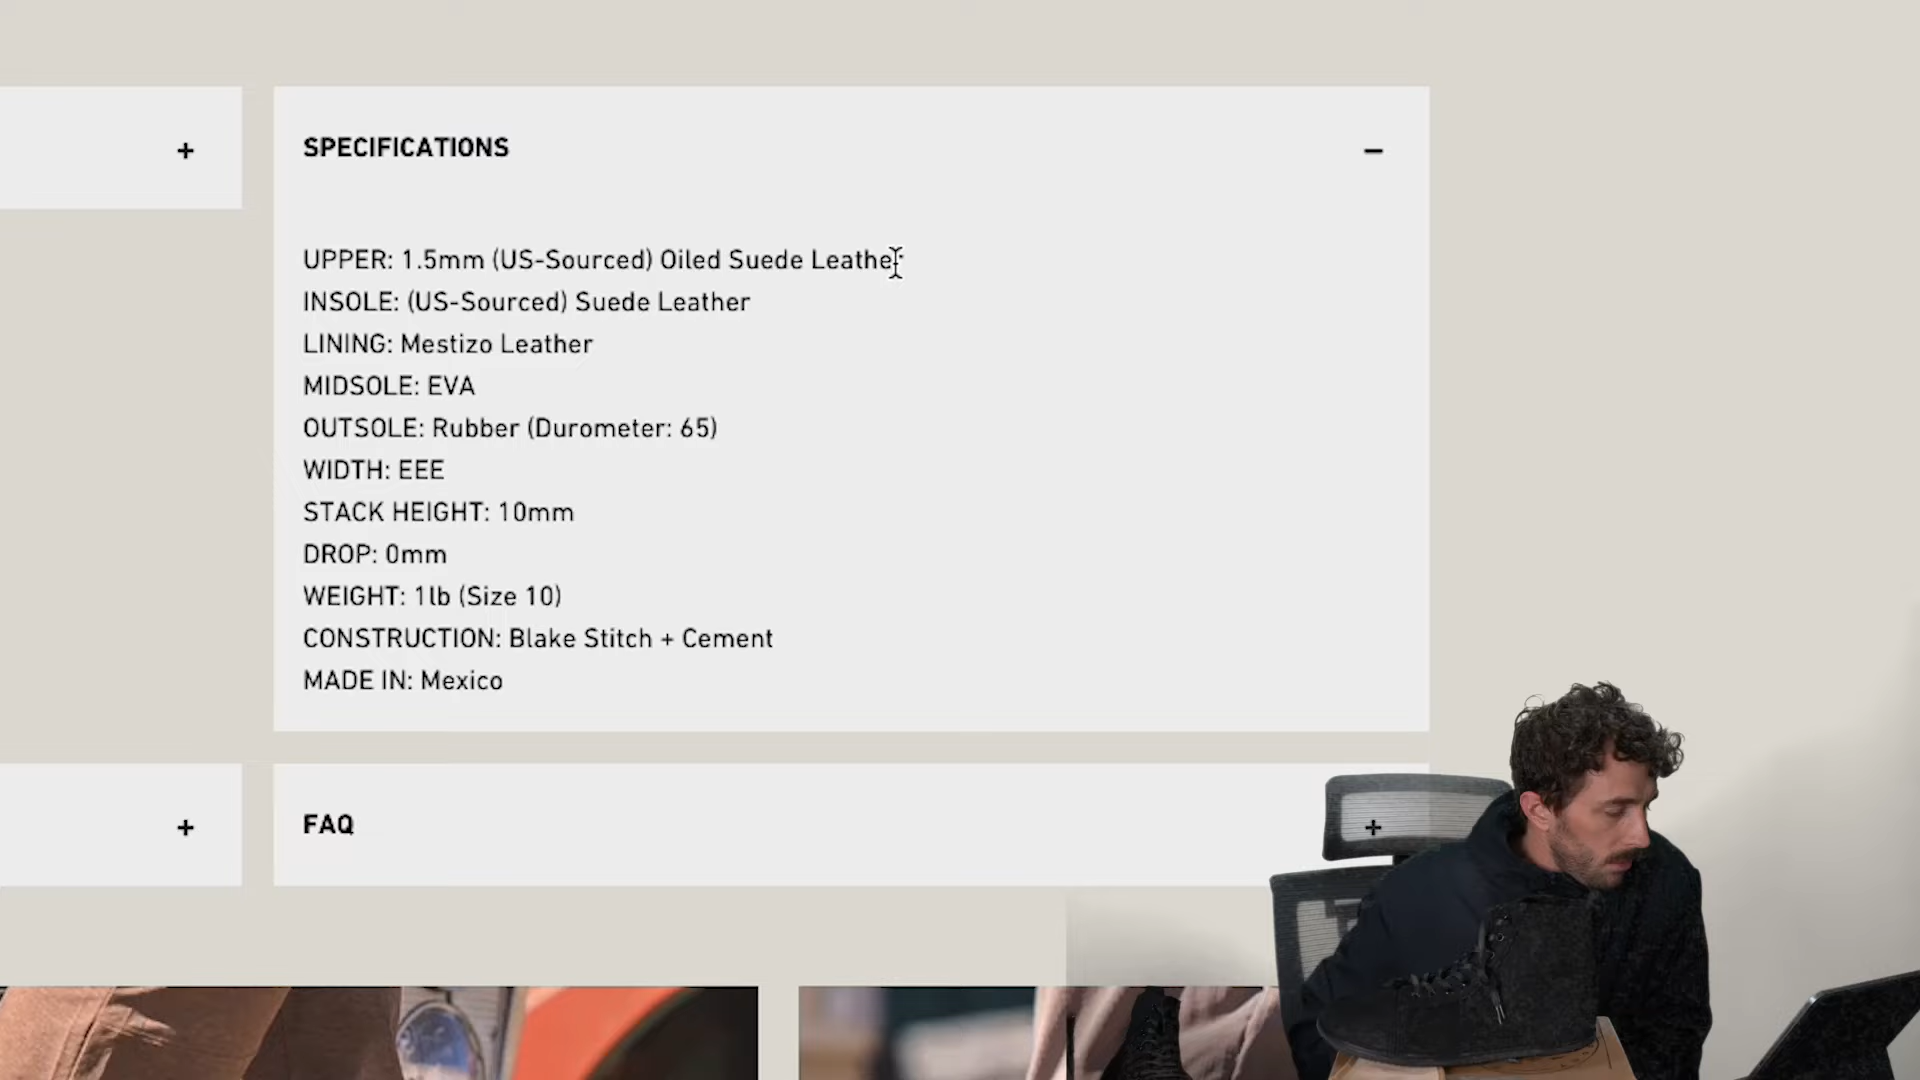 SPECIFICATIONS
UPPER: 1.5mm (US-Sourced) Oiled Suede Leather
INSOLE: (US-Sourced) Suede Leather
LINING: Mestizo Leather
MIDSOLE: EVA
OUTSOLE: Rubber (Durometer: 65)
WIDTH: EEE
STACK HEIGHT: 10mm
DROP: 0mm
WEIGHT: 1lb (Size 10)
CONSTRUCTION: Blake Stitch + Cement
MADE IN: Mexico
FAQ